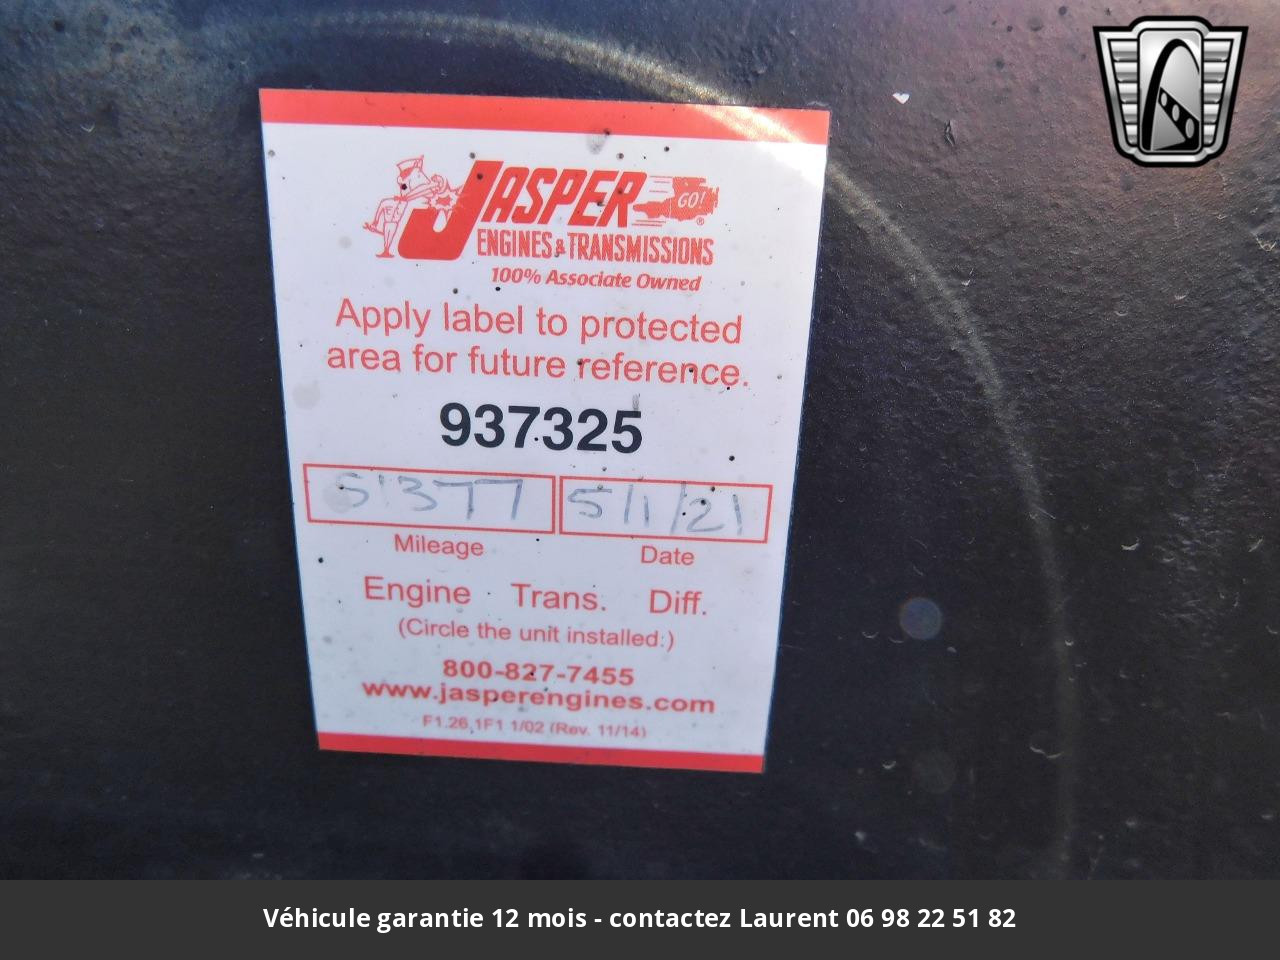 JASPER GO! ®
ENGINES & TRANSMISSIONS
100% Associate Owned
Apply label to protected
area for future reference.
937325
51377 5/1/21
Mileage Date
Engine Trans. Diff.
(Circle the unit installed:)
800-827-7455
www.jasperengines.com
F1.26.1F1 1/02 (Rev. 11/14)
Véhicule garantie 12 mois - contactez Laurent 06 98 22 51 82